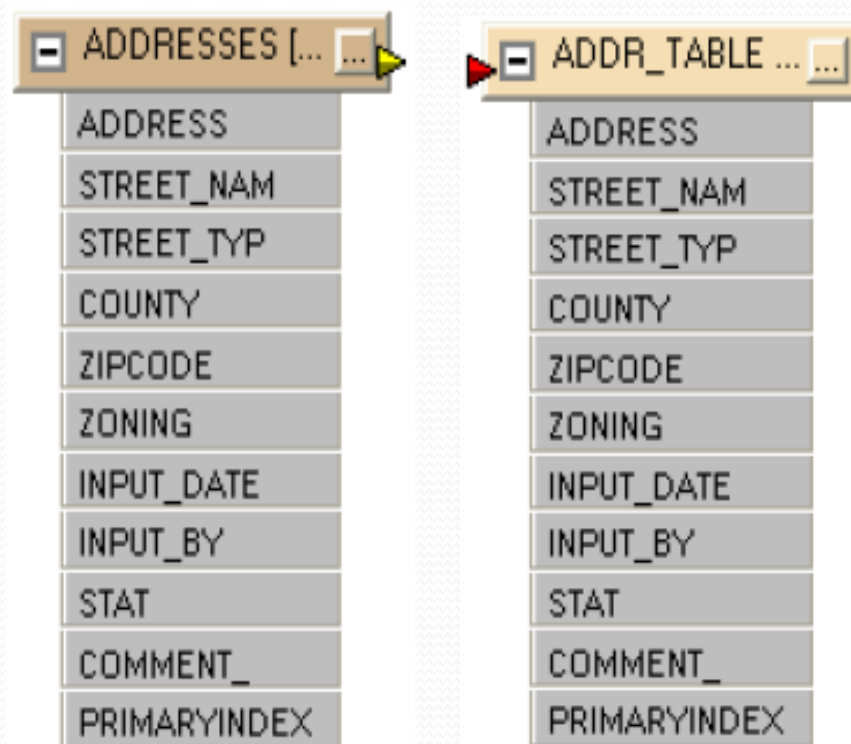 ADDRESSES [... ...
ADDRESS
STREET_NAM
STREET_TYP
COUNTY
ZIPCODE
ZONING
INPUT_DATE
INPUT_BY
STAT
COMMENT_
PRIMARYINDEX
ADDR_TABLE ... ...
ADDRESS
STREET_NAM
STREET_TYP
COUNTY
ZIPCODE
ZONING
INPUT_DATE
INPUT_BY
STAT
COMMENT_
PRIMARYINDEX